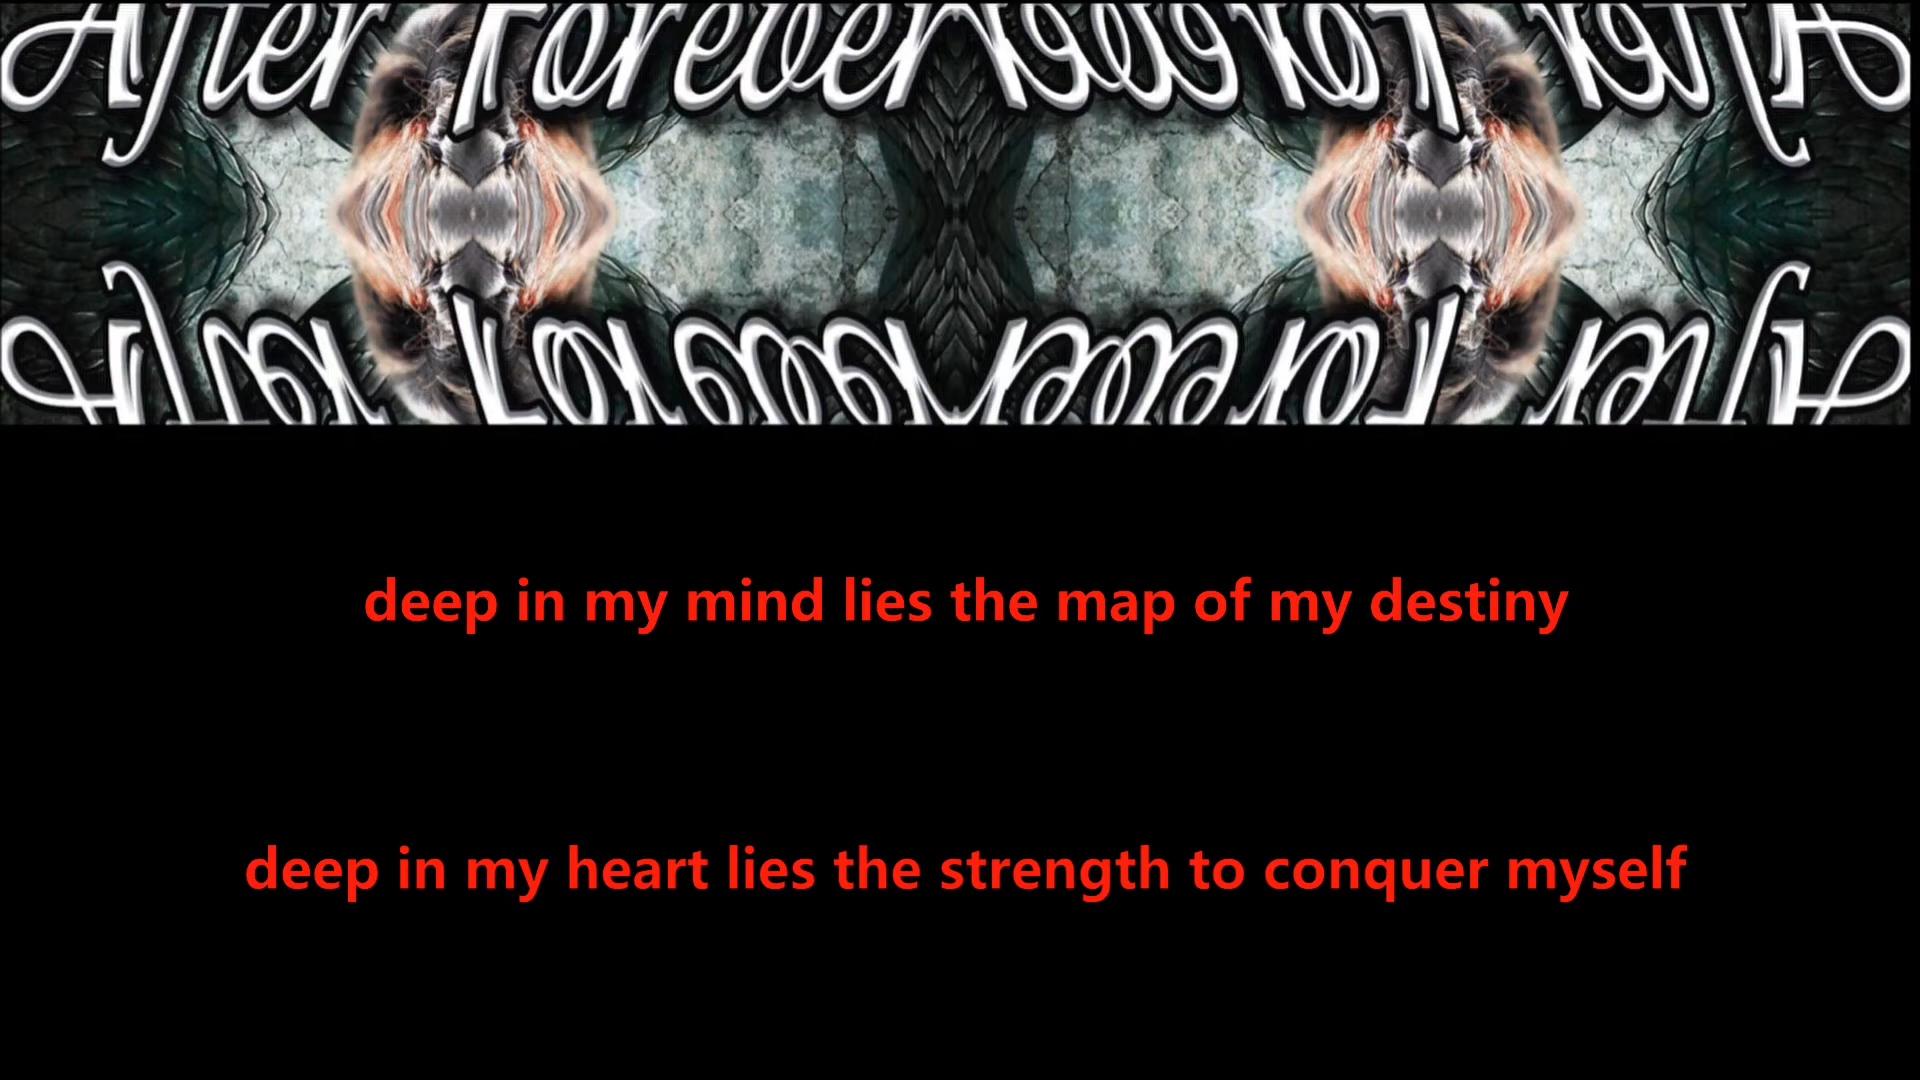 After Forever
deep in my mind lies the map of my destiny
deep in my heart lies the strength to conquer myself